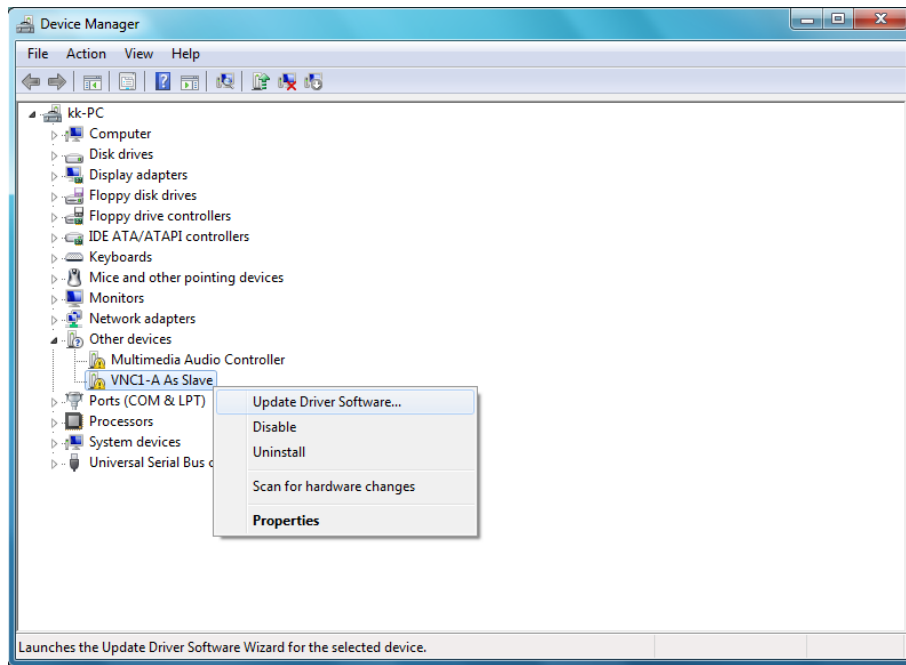 Device Manager
File Action View Help
kk-PC
Computer
Disk drives
Display adapters
Floppy disk drives
Floppy drive controllers
IDE ATA/ATAPI controllers
Keyboards
Mice and other pointing devices
Monitors
Network adapters
Other devices
Multimedia Audio Controller
VNC1-A As Slave
Ports (COM & LPT)
Processors
System devices
Universal Serial Bus c
Update Driver Software...
Disable
Uninstall
Scan for hardware changes
Properties
Launches the Update Driver Software Wizard for the selected device.